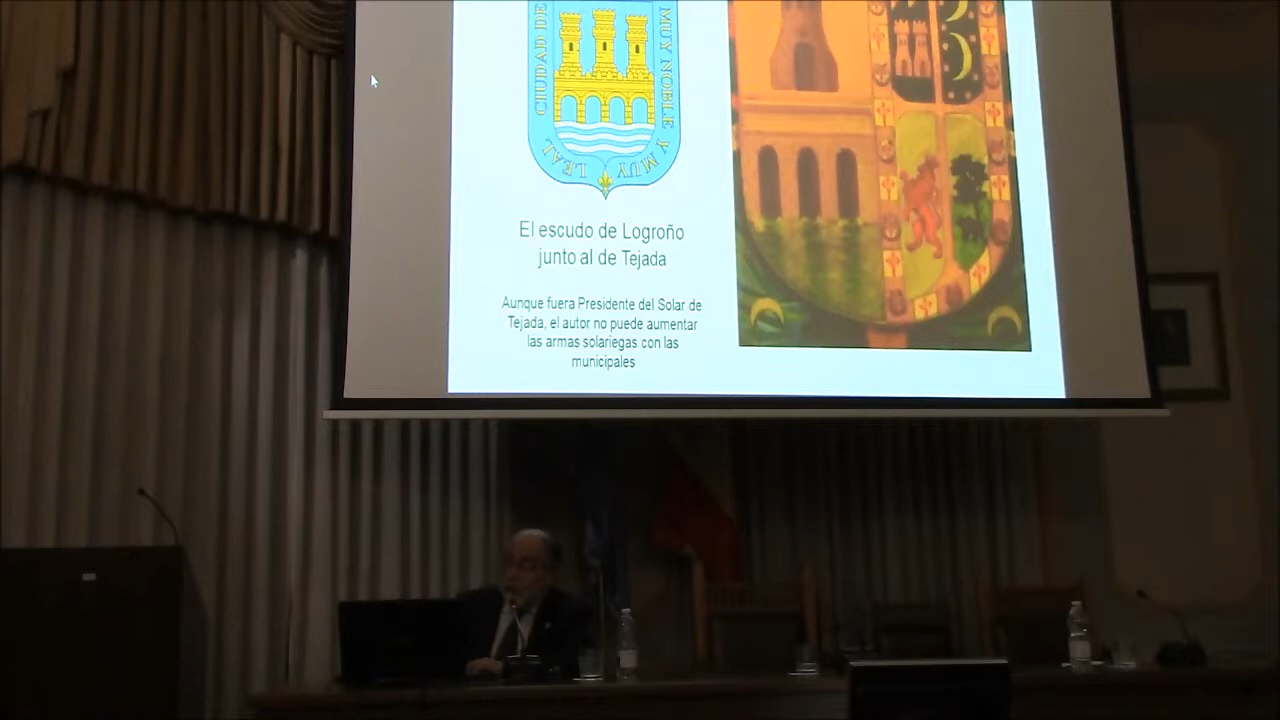 CIUDAD DE
MUY NOBLE Y MUY LEAL
El escudo de Logroño
junto al de Tejada
Aunque fuera Presidente del Solar de
Tejada, el autor no puede aumentar
las armas solariegas con las
municipales